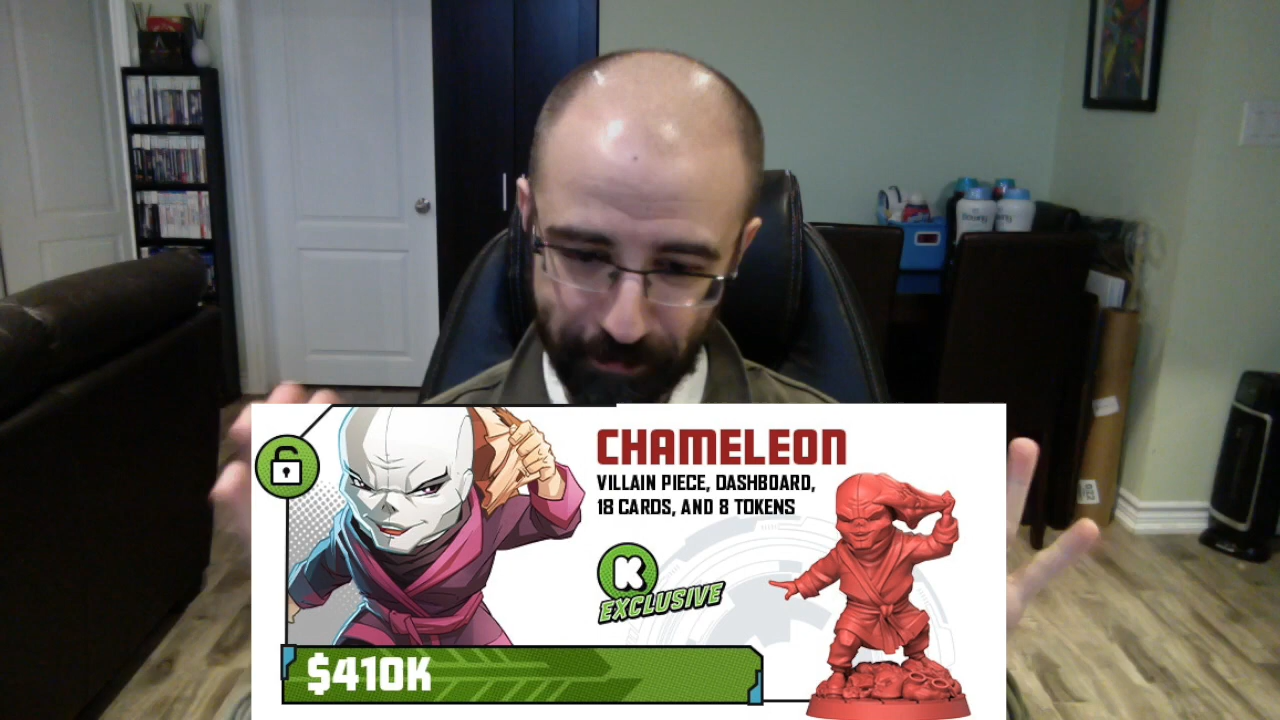 CHAMELEON
VILLAIN PIECE, DASHBOARD,
18 CARDS, AND 8 TOKENS
K
EXCLUSIVE
$410K